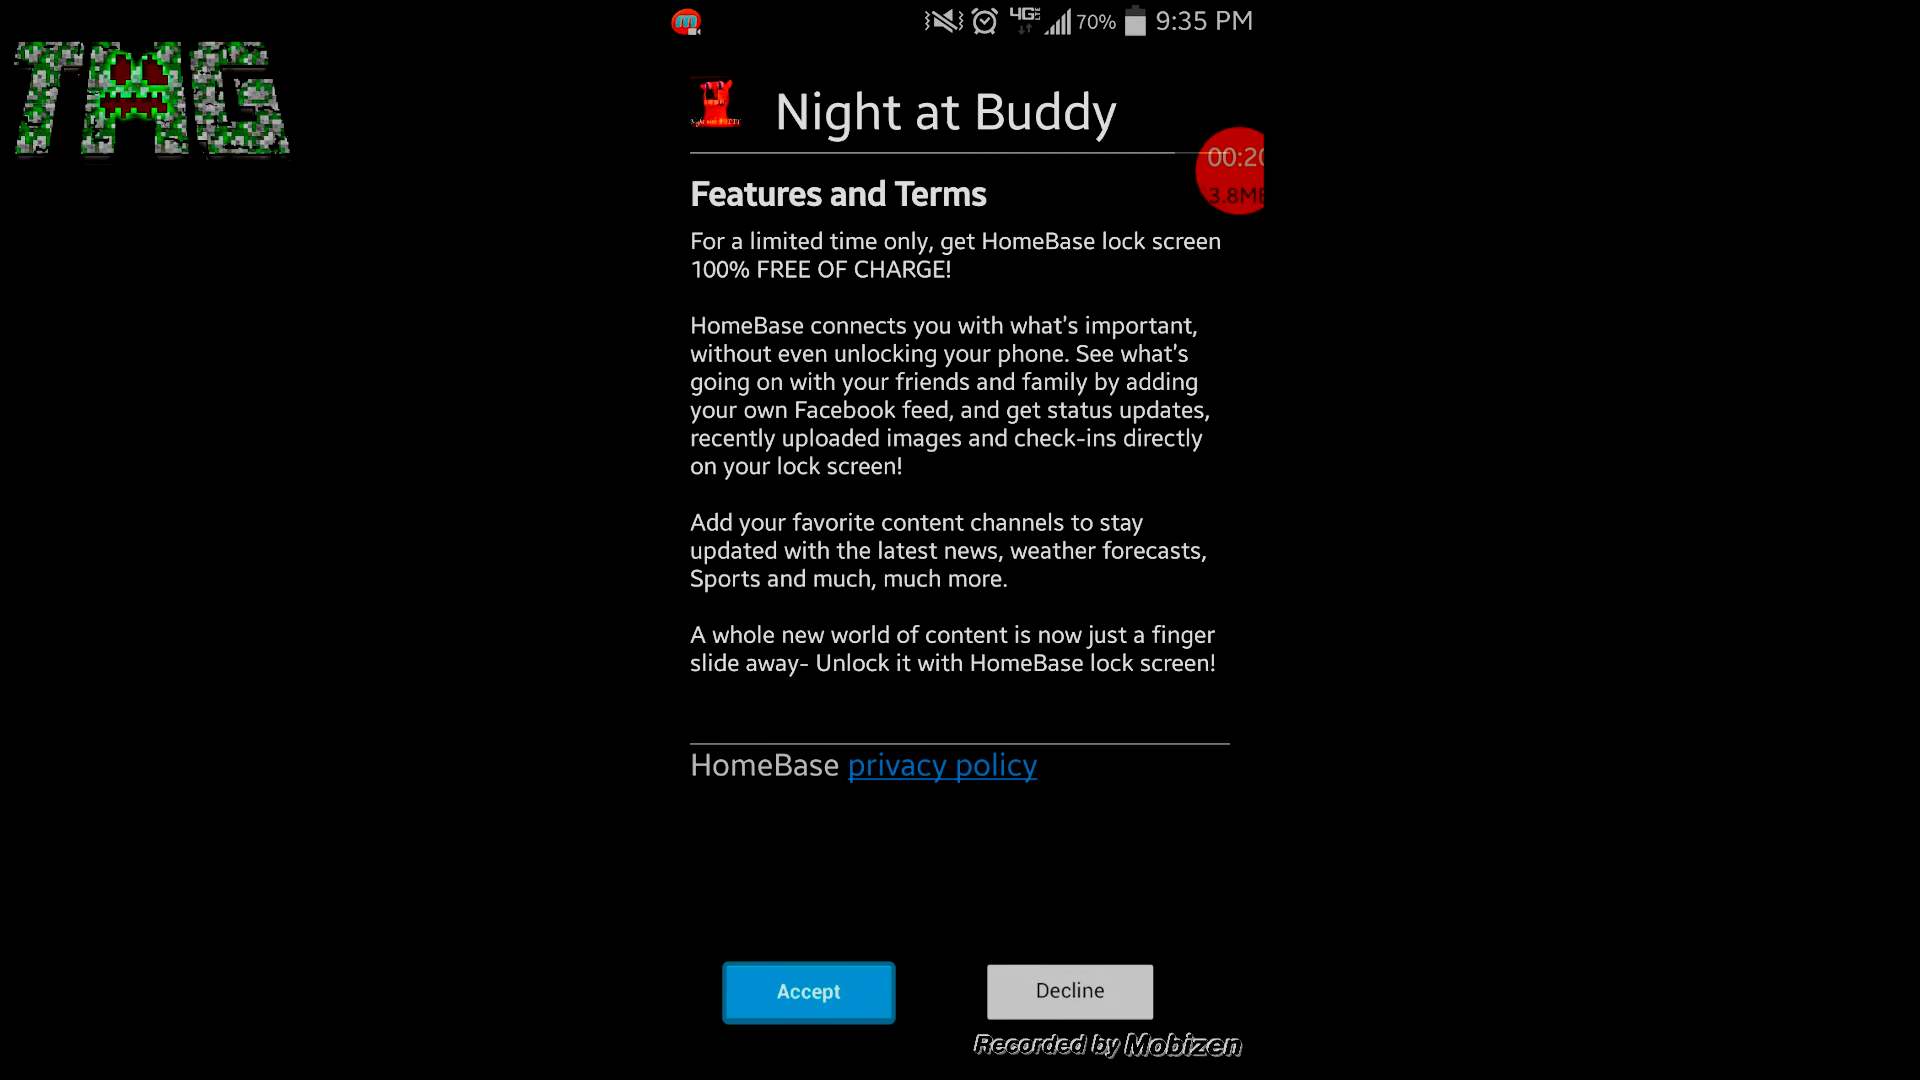 TAG
m
4G
70%
9:35 PM
Night at Buddy
00:20
3.8MB
Features and Terms
For a limited time only, get HomeBase lock screen
100% FREE OF CHARGE!
HomeBase connects you with what's important,
without even unlocking your phone. See what's
going on with your friends and family by adding
your own Facebook feed, and get status updates,
recently uploaded images and check-ins directly
on your lock screen!
Add your favorite content channels to stay
updated with the latest news, weather forecasts,
Sports and much, much more.
A whole new world of content is now just a finger
slide away- Unlock it with HomeBase lock screen!
HomeBase privacy policy
Accept
Decline
Recorded by Mobizen